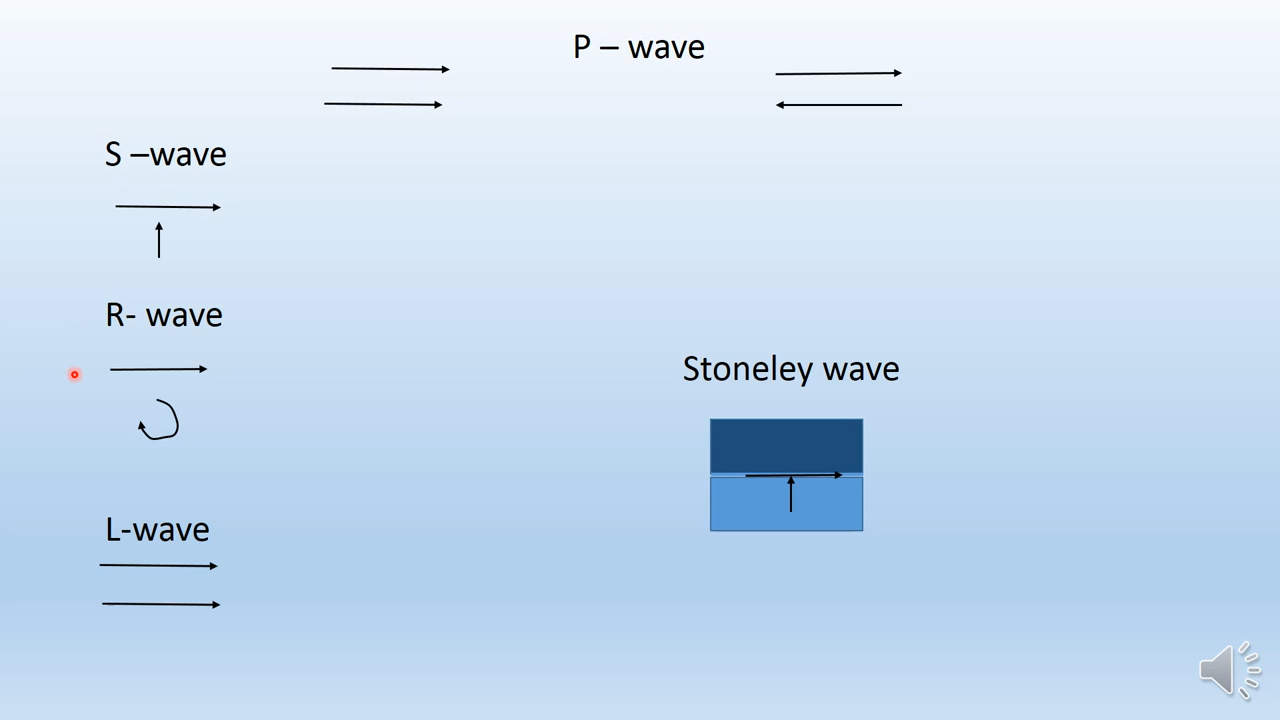 P – wave
S –wave
R- wave
Stoneley wave
L-wave